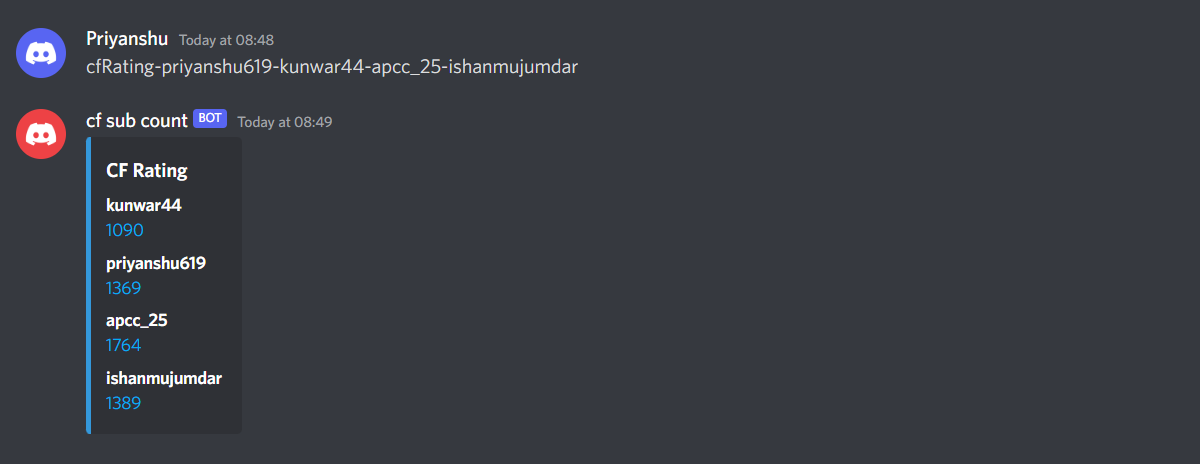 Priyanshu Today at 08:48
cfRating-priyanshu619-kunwar44-apcc_25-ishanmujumdar
cf sub count BOT Today at 08:49
CF Rating
kunwar44
1090
priyanshu619
1369
apcc_25
1764
ishanmujumdar
1389